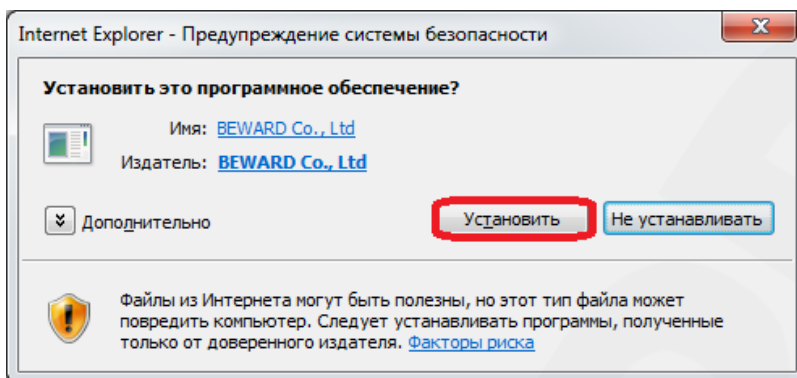 Internet Explorer - Предупреждение системы безопасности
Установить это программное обеспечение?
Имя: BEWARD Co., Ltd
Издатель: BEWARD Co., Ltd
Дополнительно
Установить
Не устанавливать
Файлы из Интернета могут быть полезны, но этот тип файла может
повредить компьютер. Следует устанавливать программы, полученные
только от доверенного издателя. Факторы риска